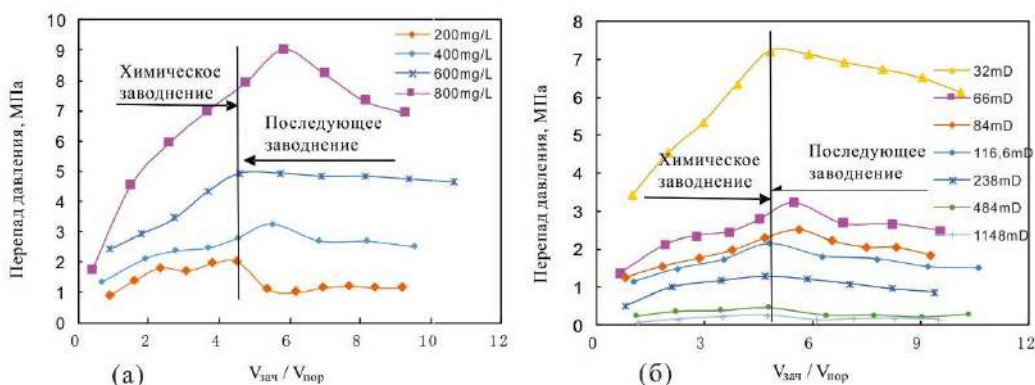 (а)
Перепад давления, МПа
10
9
8
7
6
5
4
3
2
1
0
Химическое
заводнение
Последующее
заводнение
200mg/L
400mg/L
600mg/L
800mg/L
0 2 4 6 8 10 12
(а)
Vзач / Vпор
(б)
Перепад давления, МПа
8
7
6
5
4
3
2
1
0
Химическое
заводнение
Последующее
заводнение
32mD
66mD
84mD
116,6mD
238mD
484mD
1148mD
0 3 6 9 12
Vзач / Vпор
(б)